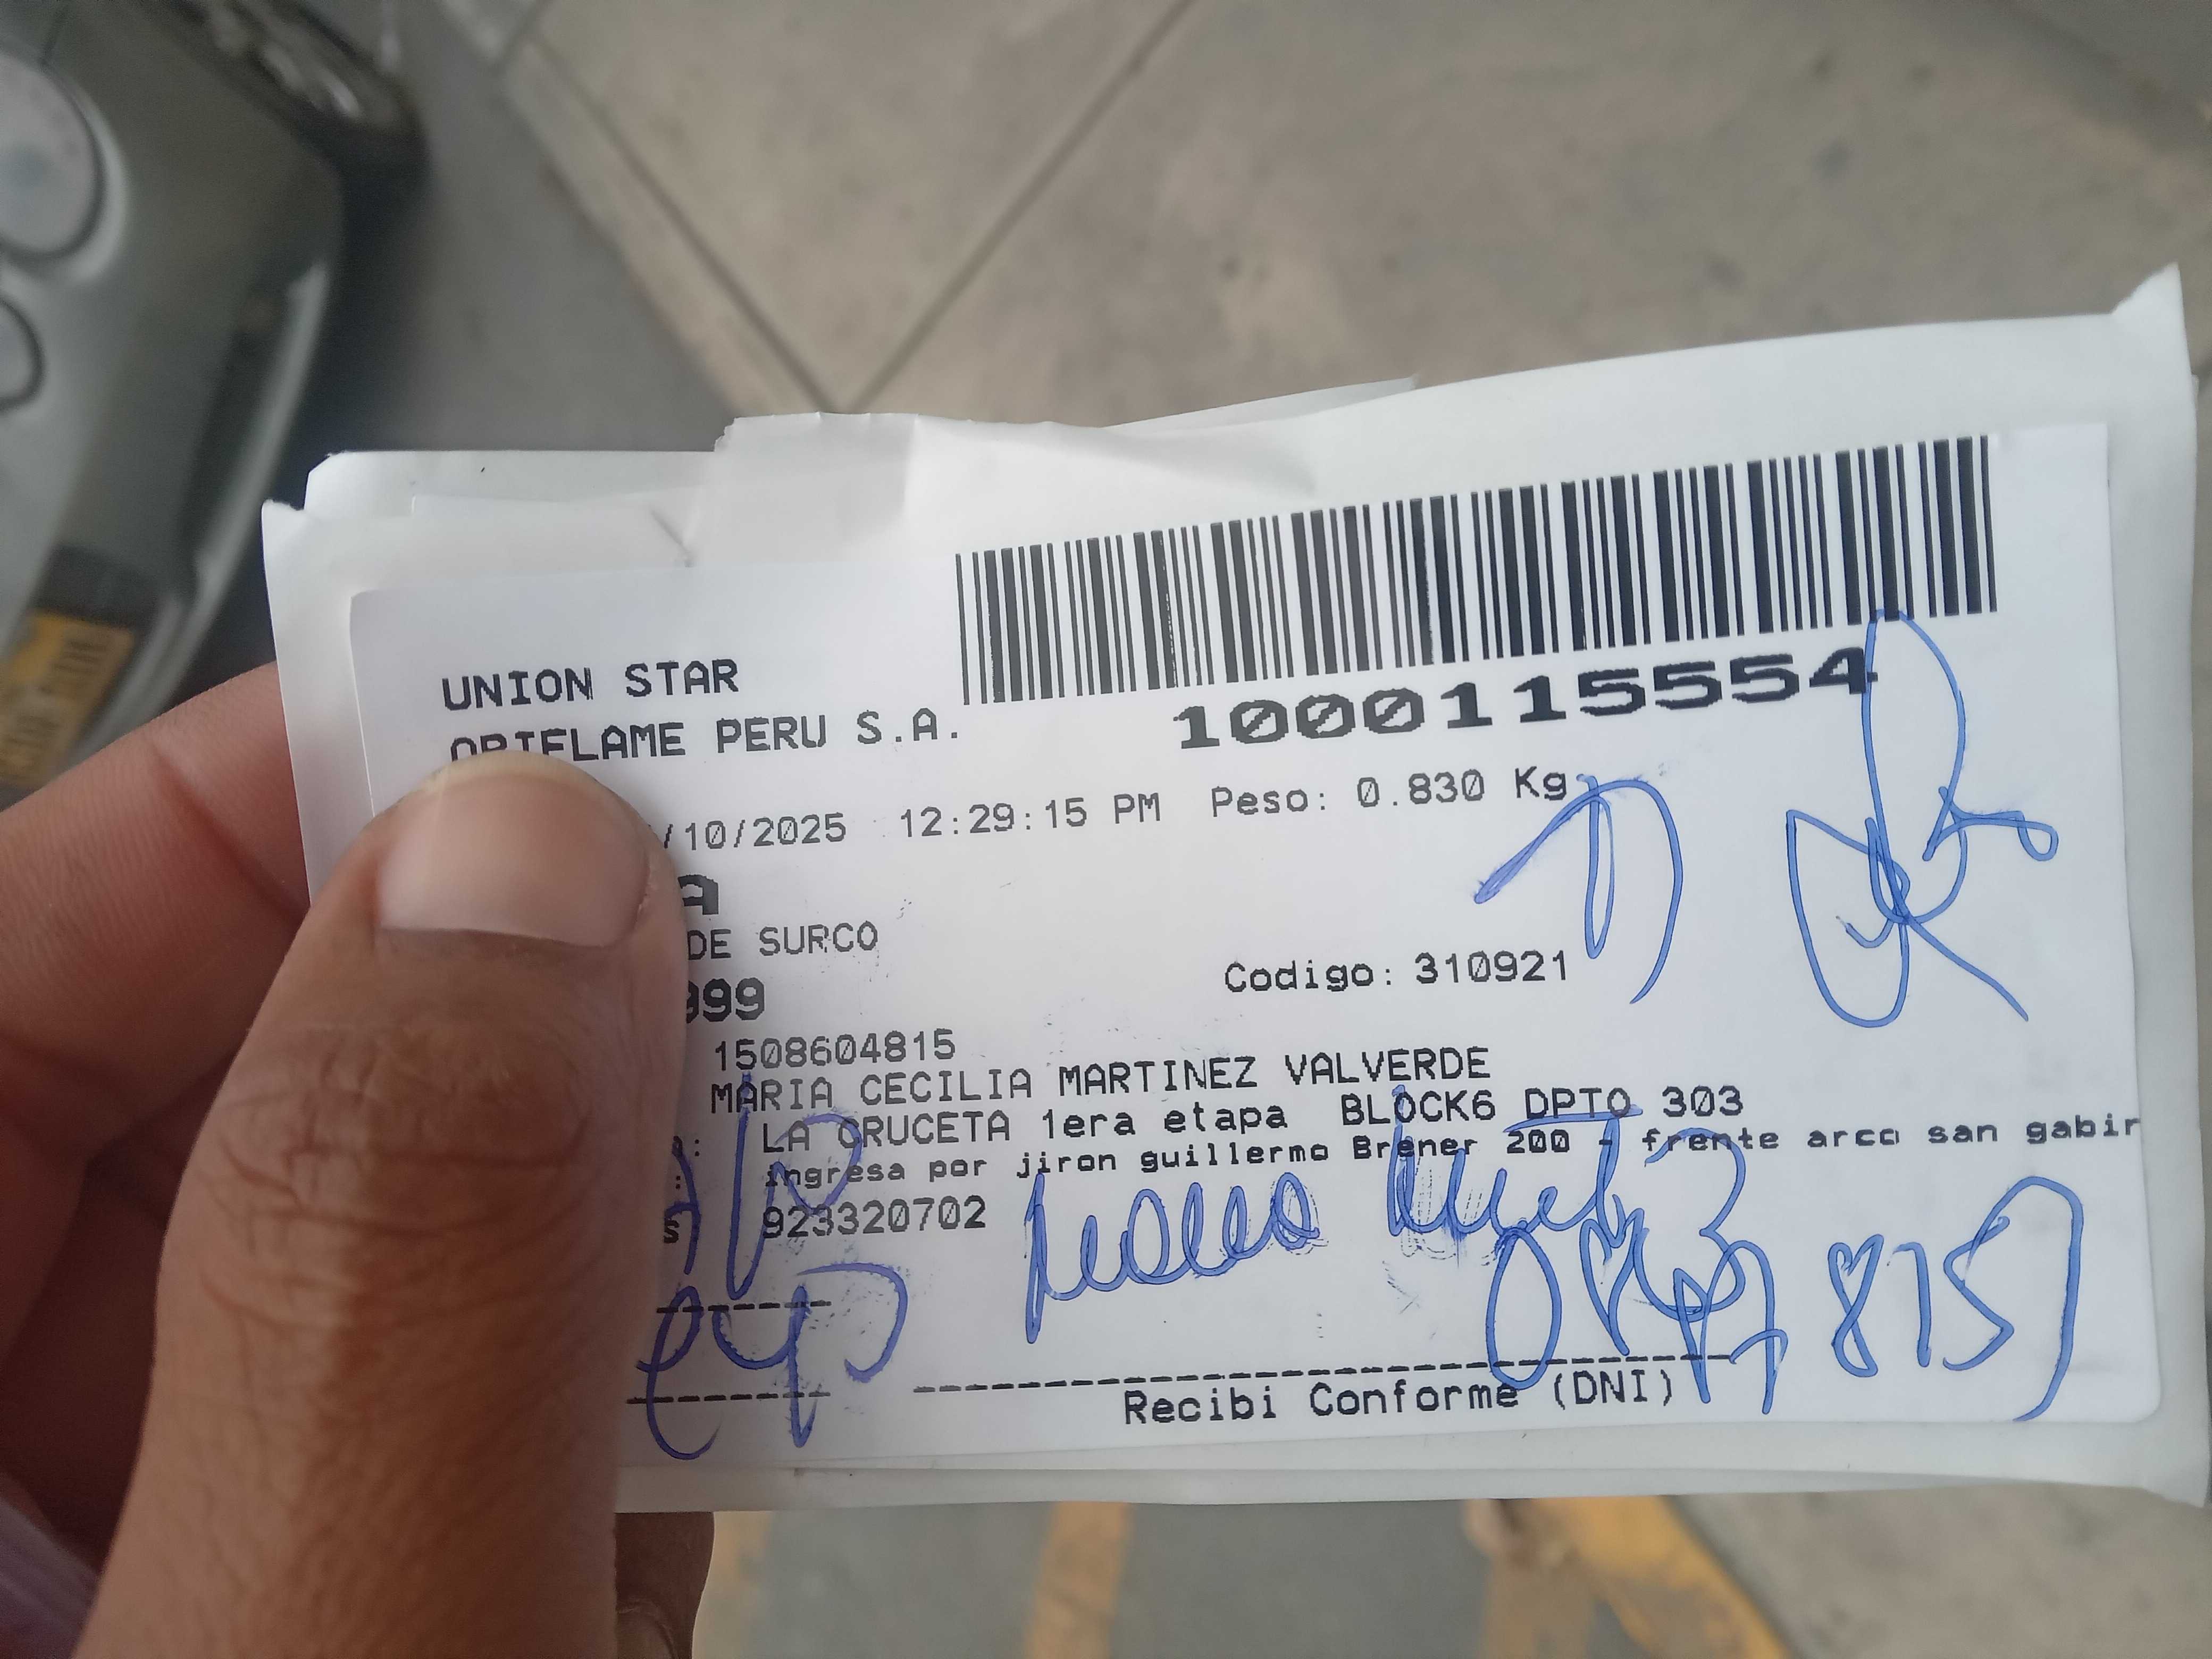 UNION STAR
ORIFLAME PERU S.A.
1000115554
/10/2025 12:29:15 PM Peso: 0.830 Kg
A
DE SURCO
999
Codigo: 310921
1508604815
MARIA CECILIA MARTINEZ VALVERDE
LA CRUCETA 1era etapa BLOCK6 DPTO 303
ingresa por jiron guillermo Brener 200 - frente arco san gabir
923320702
Recibi Conforme (DNI)